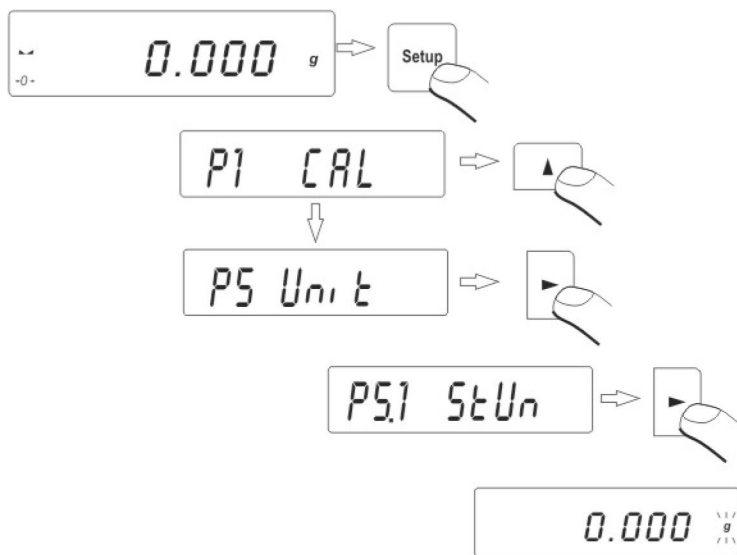 0.000 g
-0-
Setup
P1 CAL
P5 Unit
P5.1 StUn
0.000 g